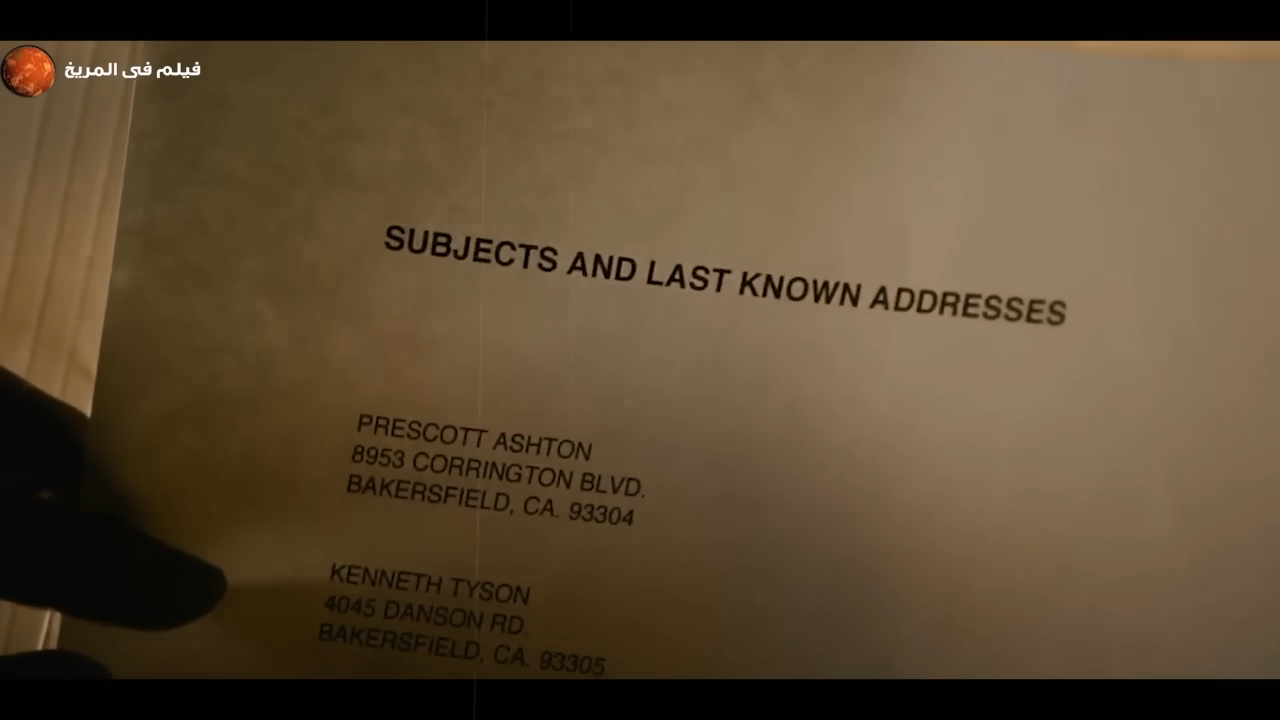 فيلم فى المريخ
SUBJECTS AND LAST KNOWN ADDRESSES
PRESCOTT ASHTON
8953 CORRINGTON BLVD.
BAKERSFIELD, CA. 93304
KENNETH TYSON
4045 DANSON RD.
BAKERSFIELD, CA. 93305